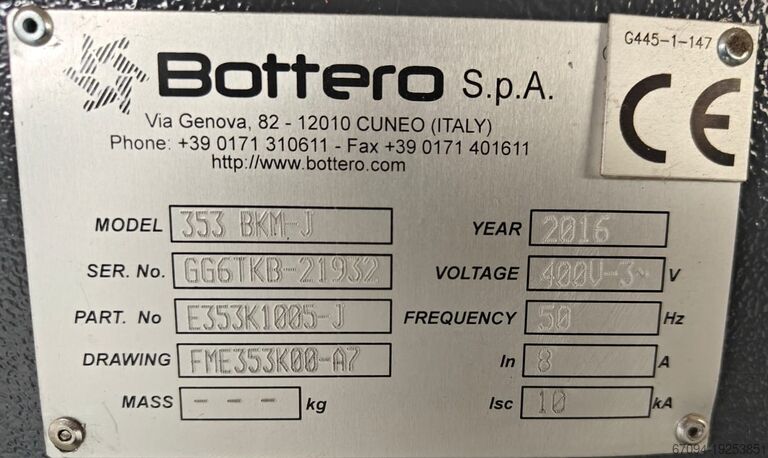 G445-1-147
CE
Bottero S.p.A.
Via Genova, 82 - 12010 CUNEO (ITALY)
Phone: +39 0171 310611 - Fax +39 0171 401611
http://www.bottero.com
MODEL 353 BKM-J YEAR 2016
SER. No. GG6TKB-21932 VOLTAGE 400V-3~ V
PART. No E353K1005-J FREQUENCY 50 Hz
DRAWING FME353K00-A7 In 8 A
MASS --- kg Isc 10 kA
67094-19253851